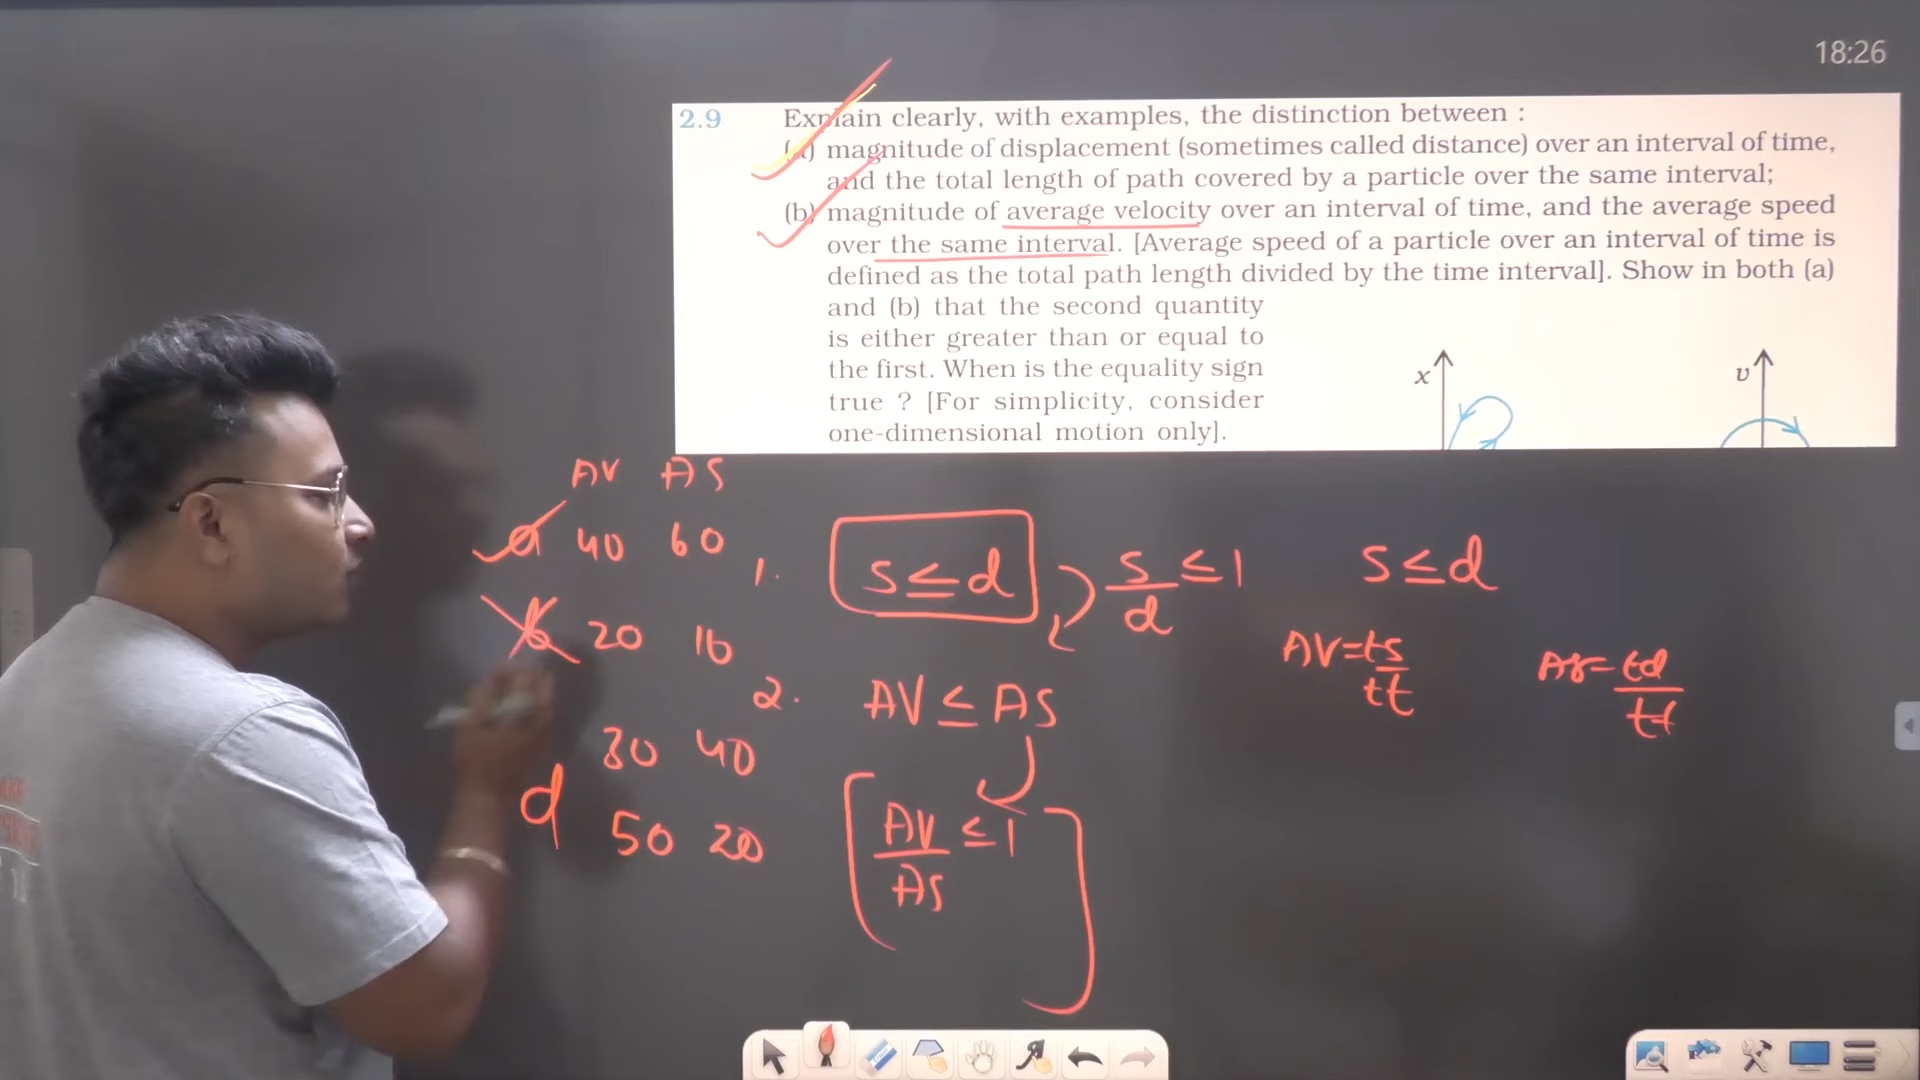 18:26
2.9 Explain clearly, with examples, the distinction between :
(a) magnitude of displacement (sometimes called distance) over an interval of time,
and the total length of path covered by a particle over the same interval;
(b) magnitude of average velocity over an interval of time, and the average speed
over the same interval. [Average speed of a particle over an interval of time is
defined as the total path length divided by the time interval]. Show in both (a)
and (b) that the second quantity
is either greater than or equal to
the first. When is the equality sign
true ? [For simplicity, consider
one-dimensional motion only].
x
υ
AV AS
a 40 60
b 20 10
30 40
d 50 20
1. s≤d
s/d ≤1
s≤d
AV=ts/tt
AS=td/tt
2. AV≤AS
AV/AS ≤1